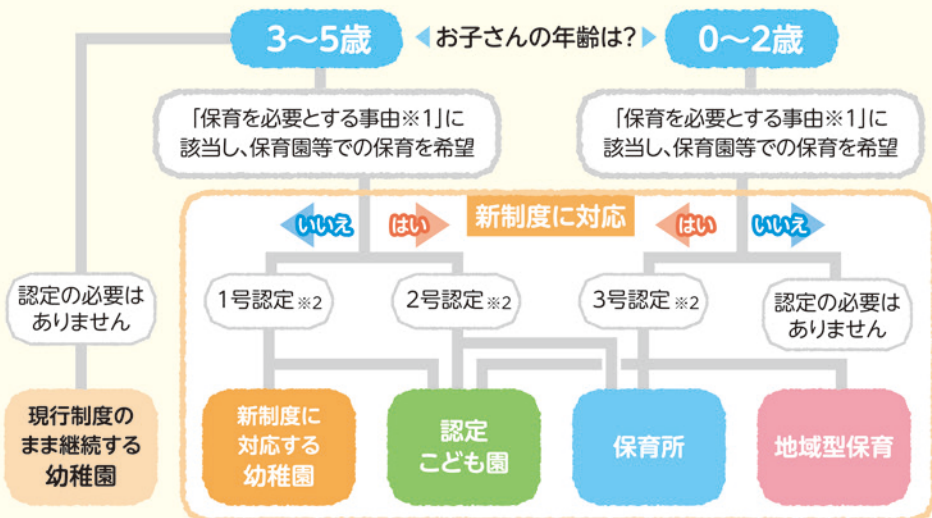 3～5歳
お子さんの年齢は?
0～2歳
「保育を必要とする事由※1」に
該当し、保育園等での保育を希望
「保育を必要とする事由※1」に
該当し、保育園等での保育を希望
いいえ
はい
新制度に対応
はい
いいえ
認定の必要は
ありません
1号認定※2
2号認定※2
3号認定※2
認定の必要は
ありません
現行制度の
まま継続する
幼稚園
新制度に
対応する
幼稚園
認定
こども園
保育所
地域型保育